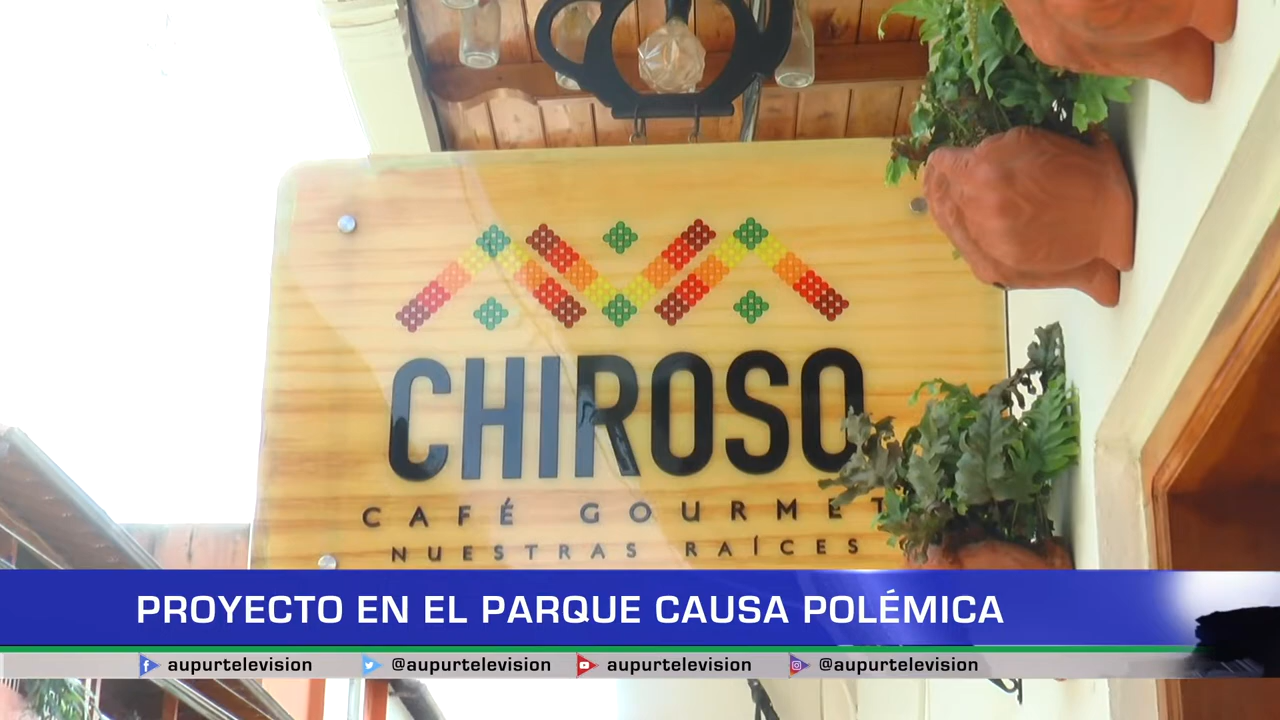 CHIROSO
CAFÉ GOURMET
NUESTRAS RAÍCES
PROYECTO EN EL PARQUE CAUSA POLÉMICA
aupurtelevision @aupurtelevision aupurtelevision @aupurtelevision